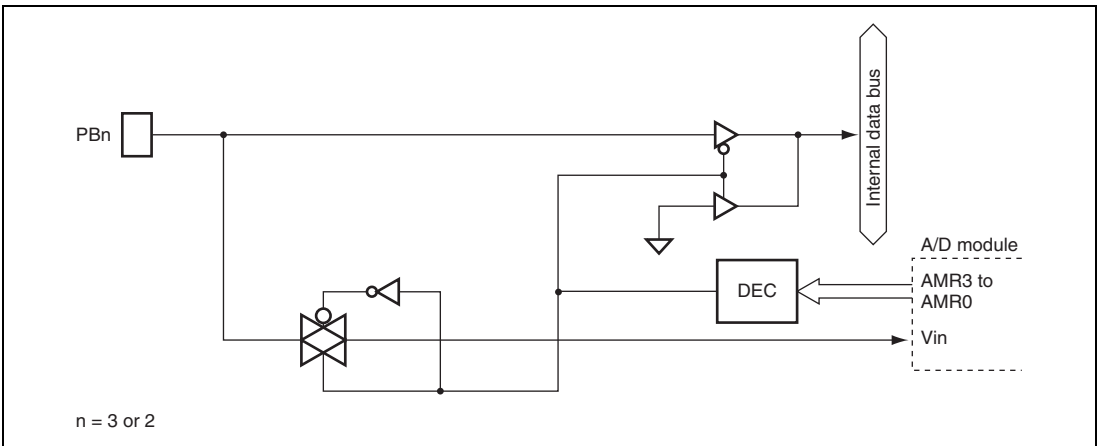 PBn
Internal data bus
A/D module
DEC
AMR3 to
AMR0
Vin
n = 3 or 2